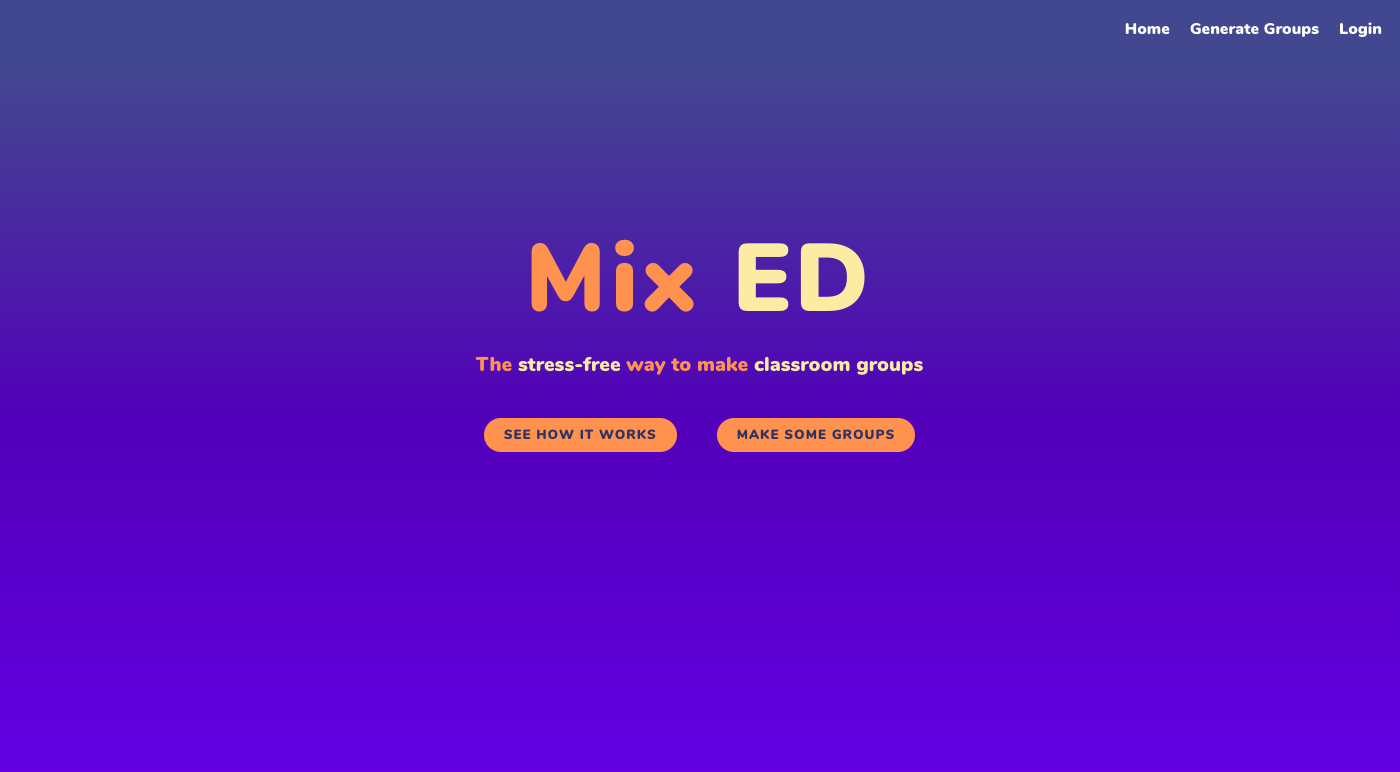 Home Generate Groups Login
Mix ED
The stress-free way to make classroom groups
SEE HOW IT WORKS MAKE SOME GROUPS